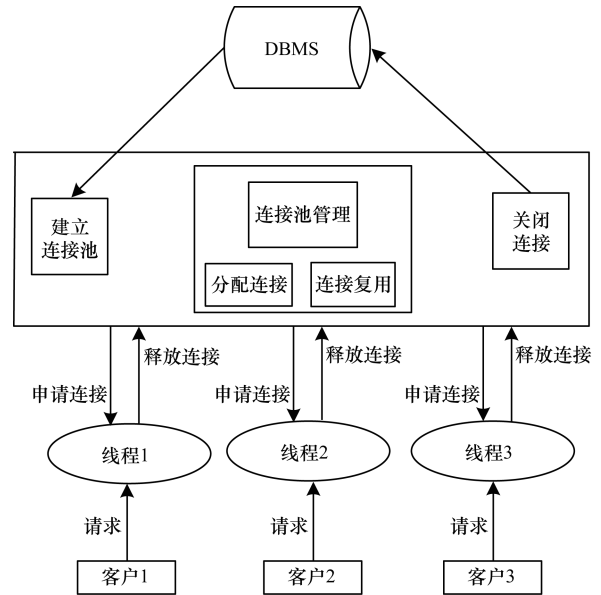 DBMS
建立
连接池
连接池管理
分配连接
连接复用
关闭
连接
申请连接
释放连接
申请连接
释放连接
申请连接
释放连接
线程1
线程2
线程3
请求
请求
请求
客户1
客户2
客户3